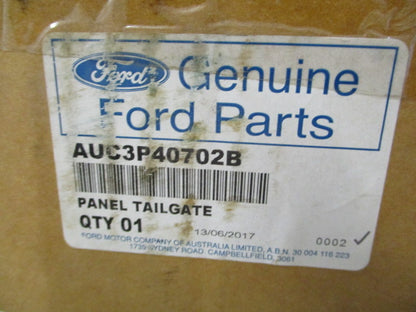 Ford Genuine
Ford Parts
AUC3P40702B
PANEL TAILGATE
QTY 01
13/06/2017
0002
FORD MOTOR COMPANY OF AUSTRALIA LIMITED, A.B.N. 30 004 116 223
1735 SYDNEY ROAD, CAMPBELLFIELD, 3061